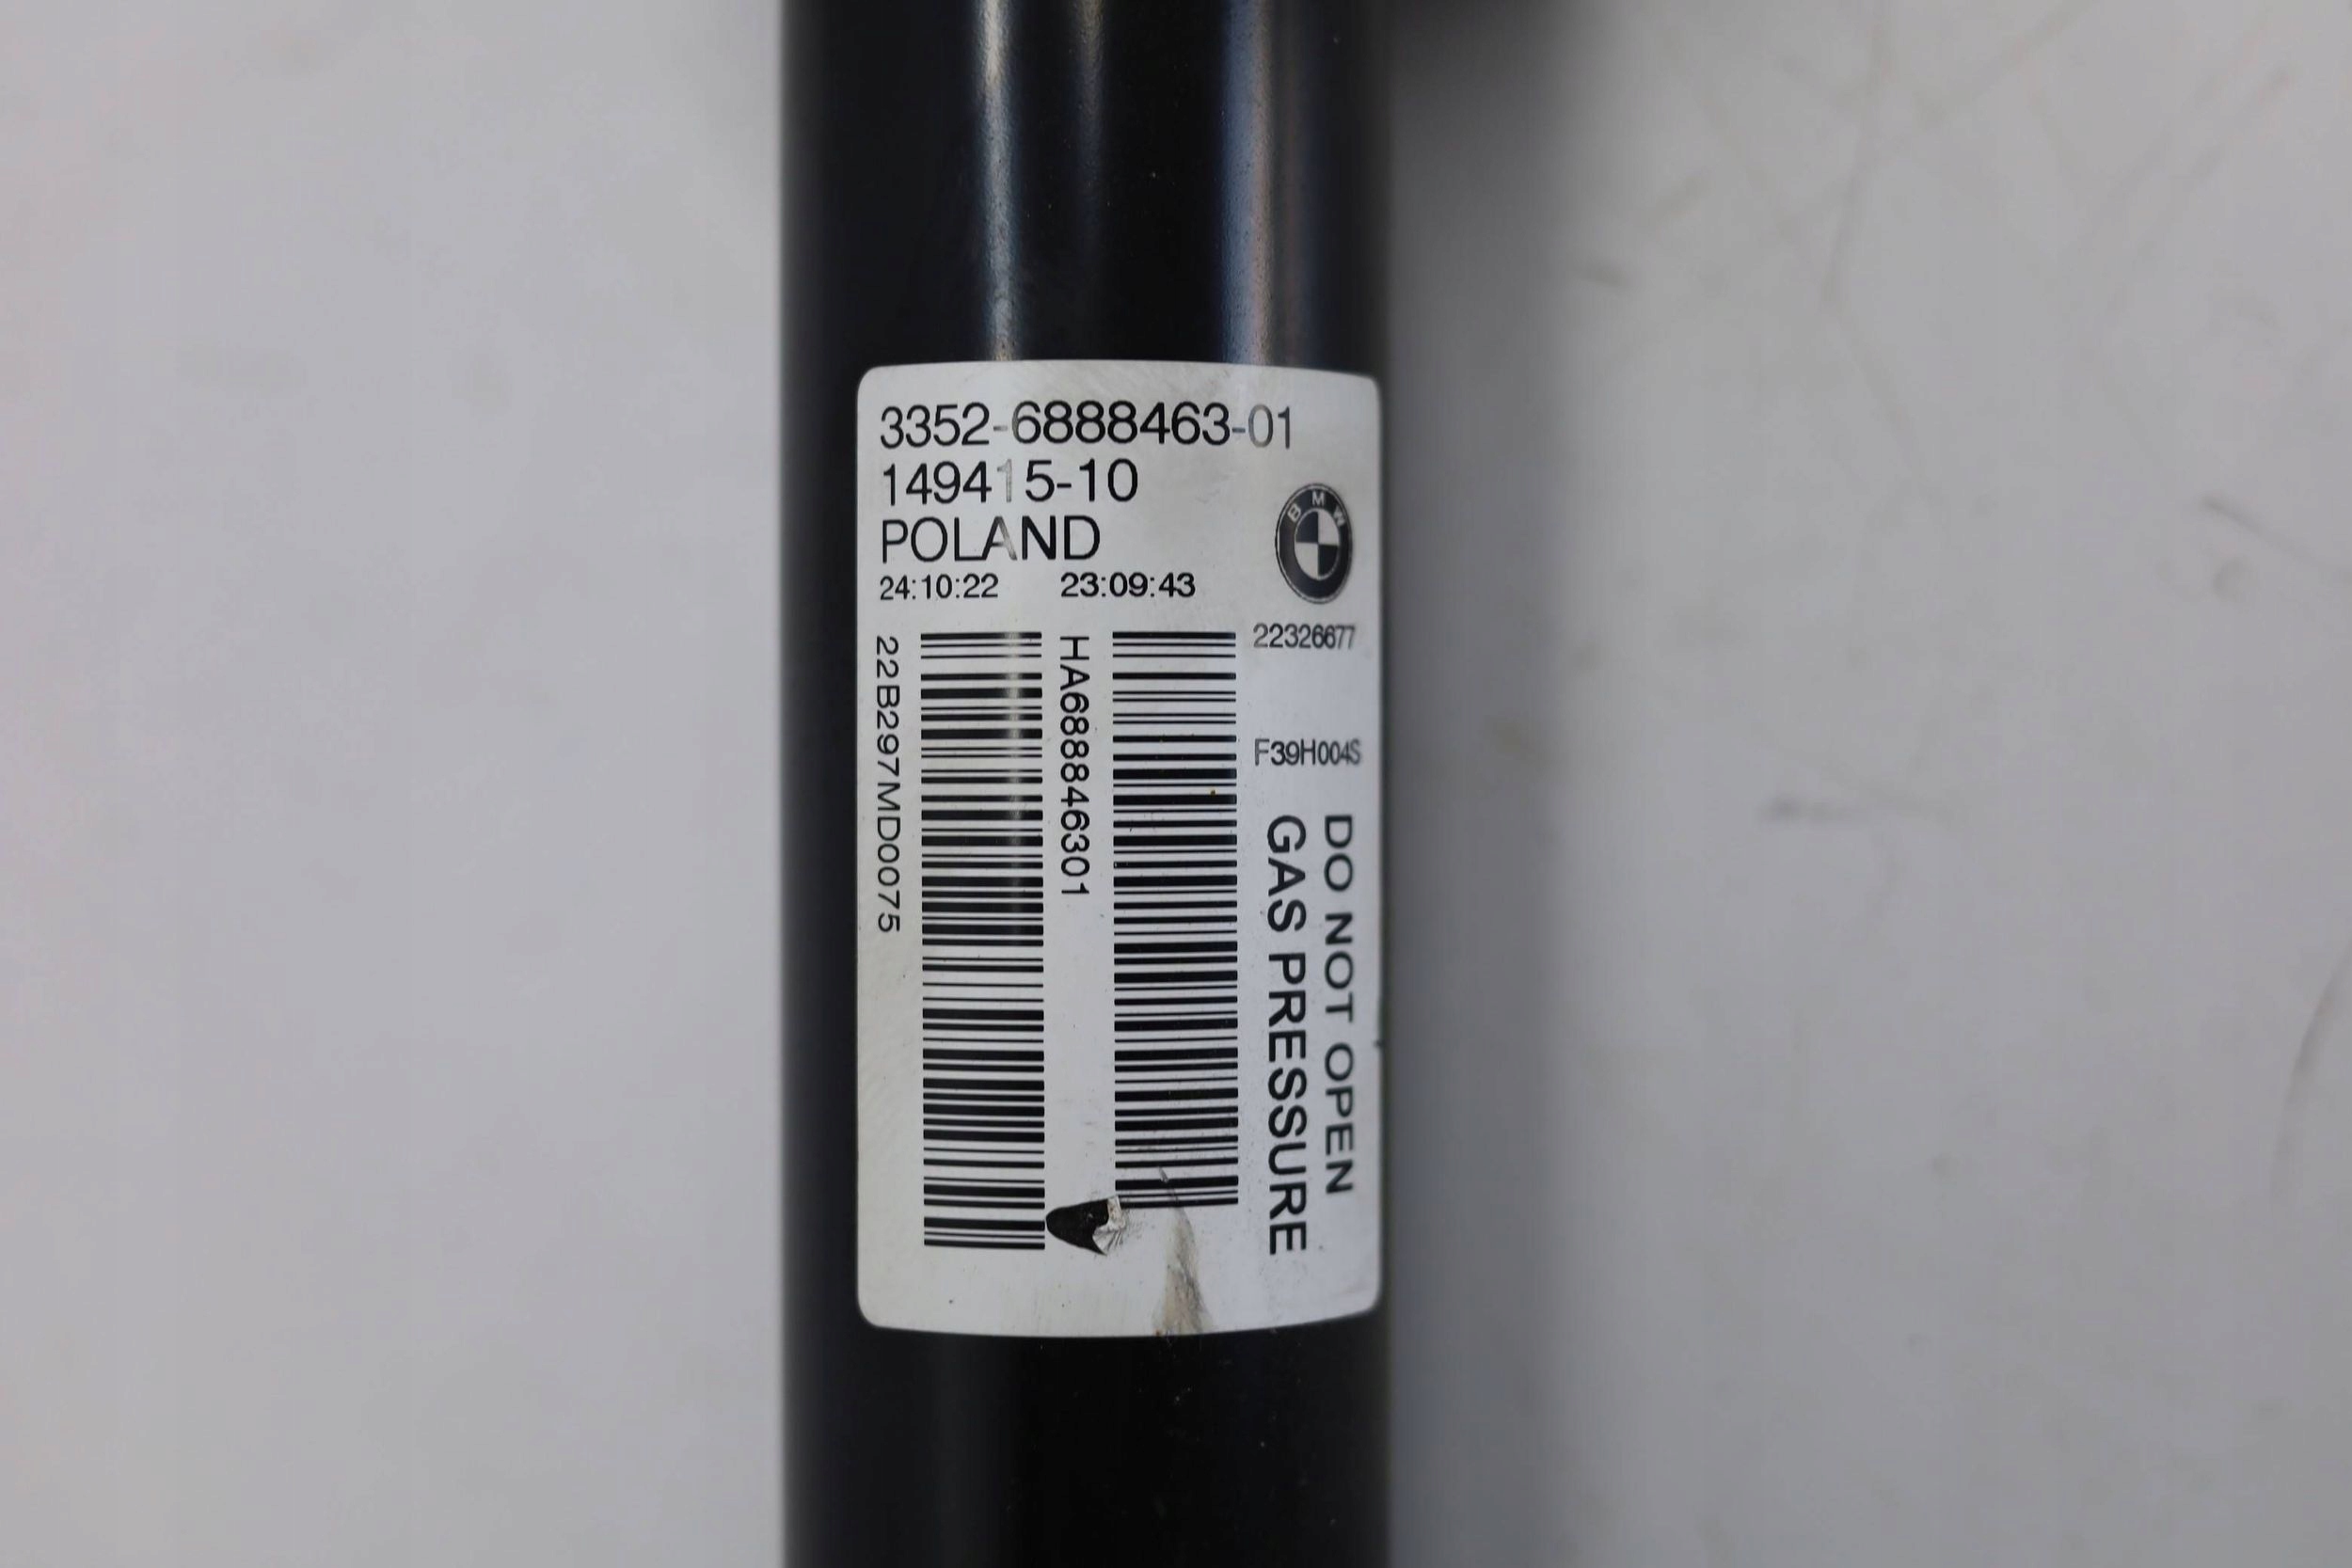 3352-6888463-01
149415-10
POLAND
24:10:22 23:09:43
BMW
22326677
F39H004S
DO NOT OPEN
GAS PRESSURE
HA688846301
22B297MD0075